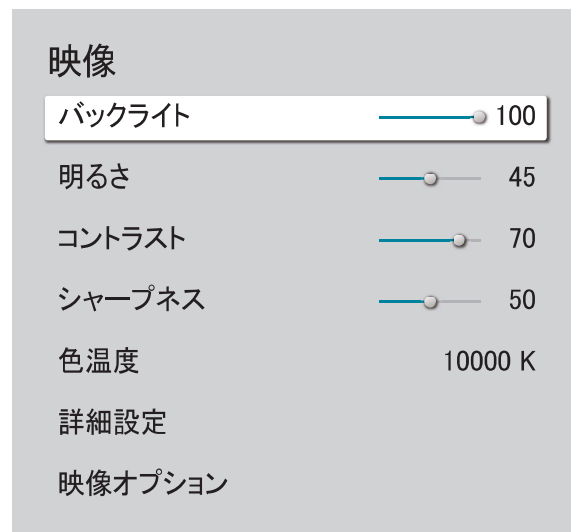 映像
バックライト 100
明るさ 45
コントラスト 70
シャープネス 50
色温度 10000 K
詳細設定
映像オプション